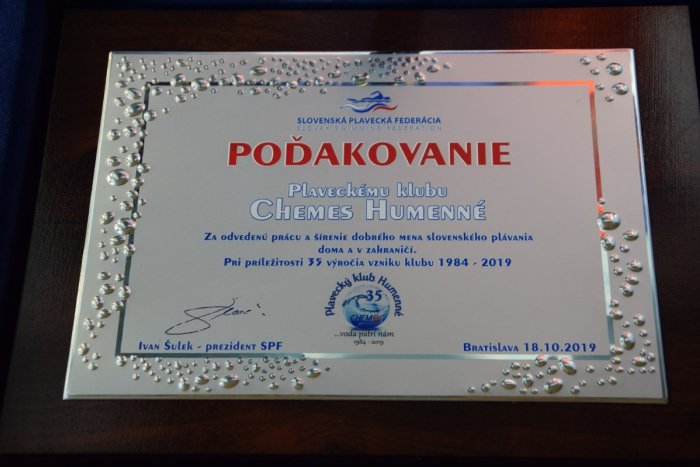 SLOVENSKÁ PLAVECKÁ FEDERÁCIA
SLOVAK SWIMMING FEDERATION
POĎAKOVANIE
Plaveckému klubu
Chemes Humenné
Za odvedenú prácu a šírenie dobrého mena slovenského plávania
doma a v zahraničí.
Pri príležitosti 35 výročia vzniku klubu 1984 - 2019
Plavecký klub Humenné
35
CHEMES
...voda patrí nám
1984 - 2019
Ivan Šulek - prezident SPF
Bratislava 18.10.2019